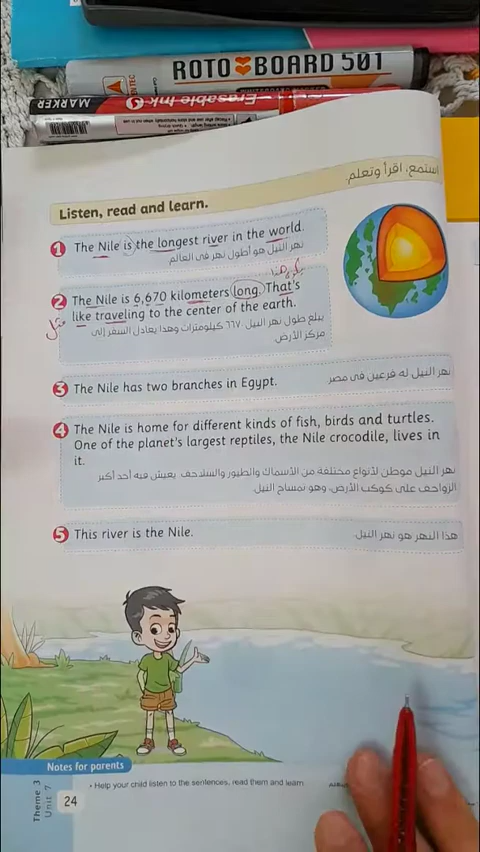 ROTO BOARD 501
MARKER Erasable Ink
استمع، اقرأ وتعلم.
Listen, read and learn.
1 The Nile is the longest river in the world.
نهر النيل هو أطول نهر فى العالم
2 The Nile is 6,670 kilometers long. That's
like traveling to the center of the earth.
مثل
يبلغ طول نهر النيل ٦٦٧٠ كيلومترات وهذا يعادل السفر إلى
مركز الأرض
3 The Nile has two branches in Egypt.
نهر النيل له فرعين فى مصر
4 The Nile is home for different kinds of fish, birds and turtles.
One of the planet's largest reptiles, the Nile crocodile, lives in
it.
نهر النيل موطن لأنواع مختلفة من الأسماك والطيور والسلاحف. يعيش فيه أحد أكبر
الزواحف على كوكب الأرض، وهو تمساح النيل
5 This river is the Nile.
هذا النهر هو نهر النيل
Notes for parents
• Help your child listen to the sentences, read them and learn
Theme 3
Unit 7
24